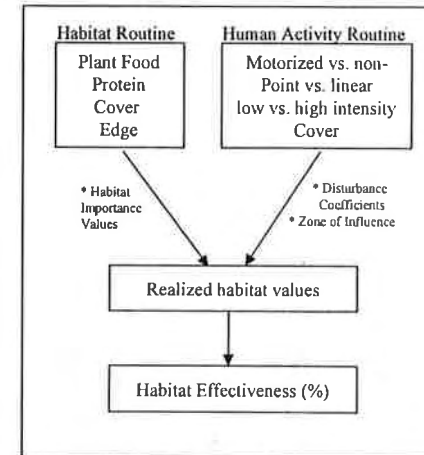 Habitat Routine
Human Activity Routine
Plant Food
Protein
Cover
Edge
Motorized vs. non-
Point vs. linear
low vs. high intensity
Cover
* Habitat
Importance
Values
* Disturbance
Coefficients
* Zone of Influence
Realized habitat values
Habitat Effectiveness (%)